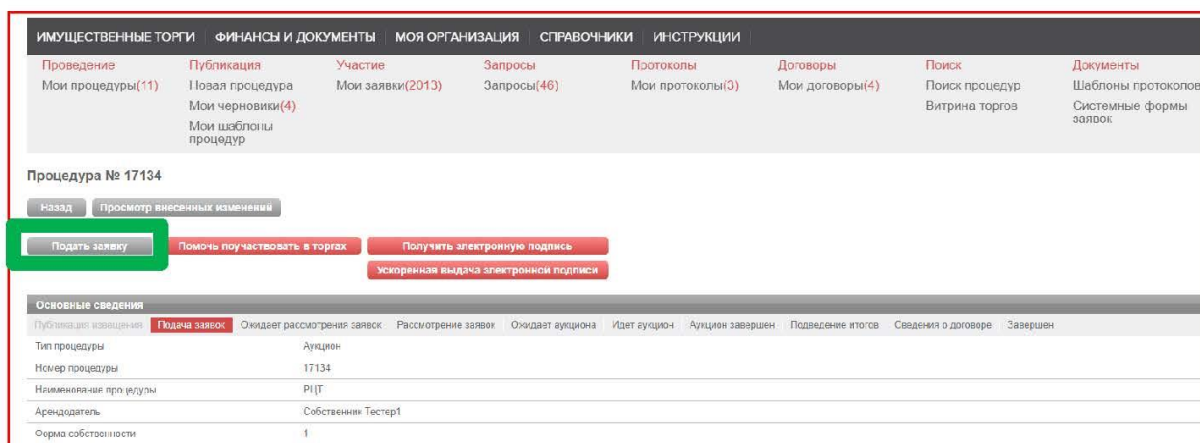 ИМУЩЕСТВЕННЫЕ ТОРГИ ФИНАНСЫ И ДОКУМЕНТЫ МОЯ ОРГАНИЗАЦИЯ СПРАВОЧНИКИ ИНСТРУКЦИИ
Проведение Публикация Участие Запросы Протоколы Договоры Поиск Документы
Мои процедуры(11) Новая процедура Мои заявки(2013) Запросы(46) Мои протоколы(3) Мои договоры(4) Поиск процедур Шаблоны протоколов
Мои черновики(4) Витрина торгов Системные формы
Мои шаблоны заявок
процедур
Процедура № 17134
Назад Просмотр внесенных изменений
Подать заявку Помочь поучаствовать в торгах Получить электронную подпись
Ускоренная выдача электронной подписи
Основные сведения
Публикация извещения Подача заявок Ожидает рассмотрения заявок Рассмотрение заявок Ожидает аукциона Идет аукцион Аукцион завершен Подведение итогов Сведения о договоре Завершен
Тип процедуры Аукцион
Номер процедуры 17134
Наименование процедуры РЦТ
Арендодатель Собственник Тестер1
Форма собственности 1